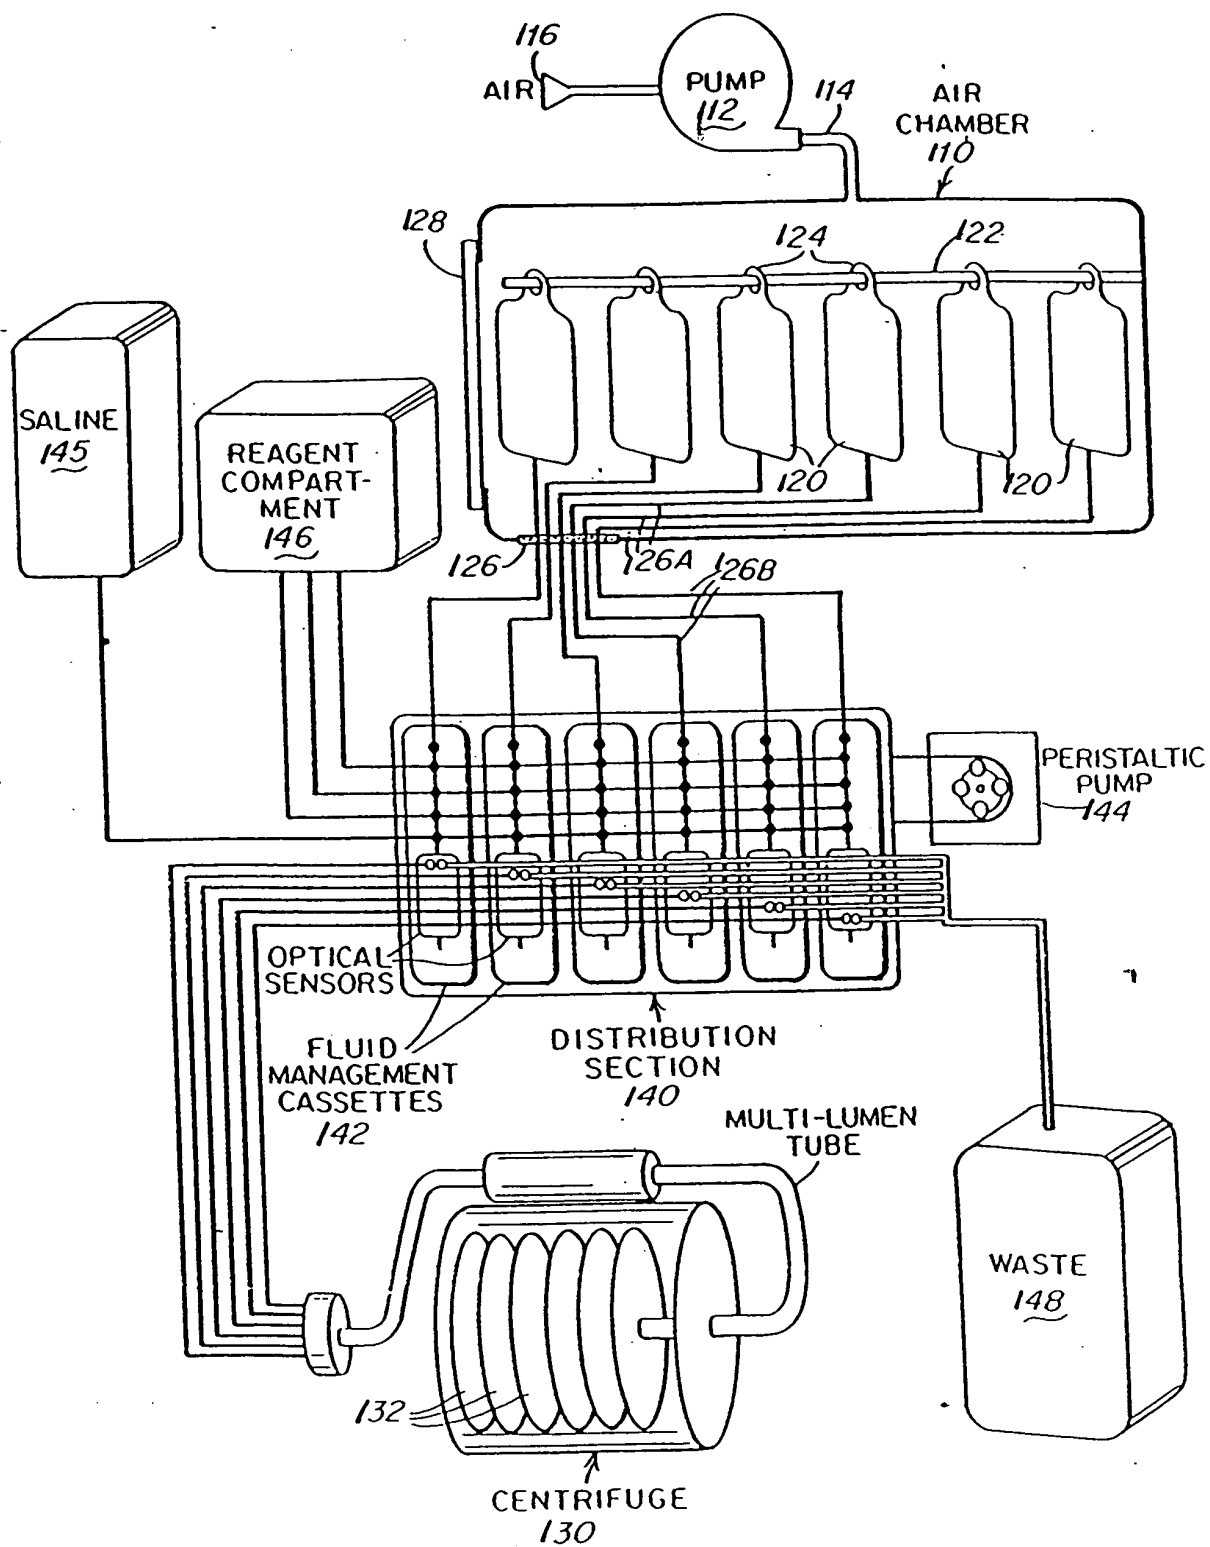 116
AIR
PUMP
112
114
AIR
CHAMBER
110
128
124
122
SALINE
145
REAGENT
COMPART-
MENT
146
120
120
126
126A
126B
PERISTALTIC
PUMP
144
OPTICAL
SENSORS
FLUID
MANAGEMENT
CASSETTES
142
DISTRIBUTION
SECTION
140
MULTI-LUMEN
TUBE
WASTE
148
132
CENTRIFUGE
130